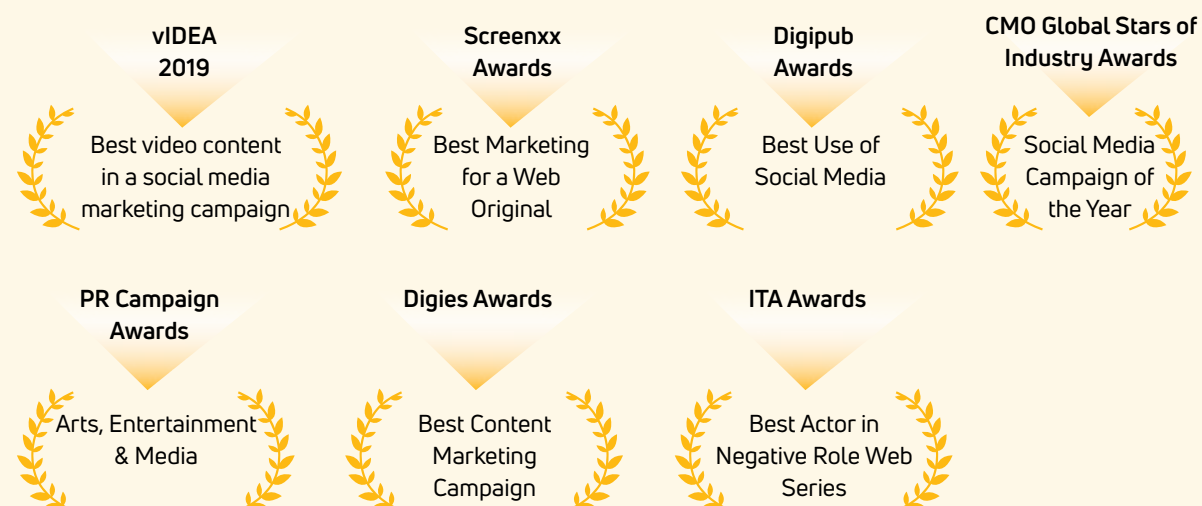 vIDEA
2019
Best video content
in a social media
marketing campaign
Screenxx
Awards
Best Marketing
for a Web
Original
Digipub
Awards
Best Use of
Social Media
CMO Global Stars of
Industry Awards
Social Media
Campaign of
the Year
PR Campaign
Awards
Arts, Entertainment
& Media
Digies Awards
Best Content
Marketing
Campaign
ITA Awards
Best Actor in
Negative Role Web
Series